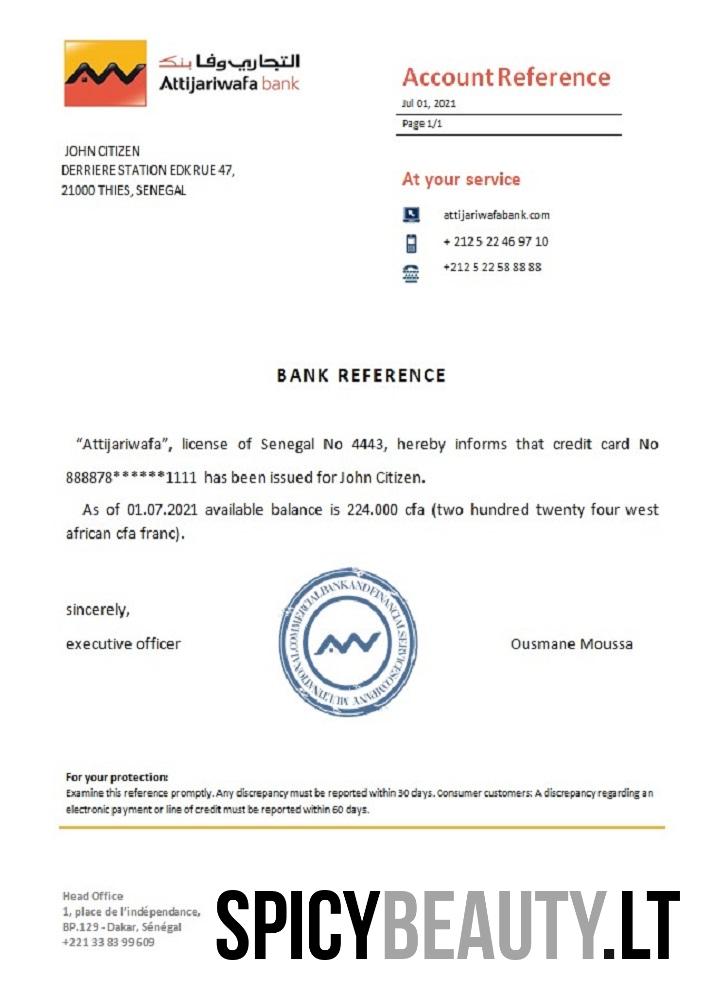 التجاري وفا بنك
Attijariwafa bank
Account Reference
Jul 01, 2021
Page 1/1
JOHN CITIZEN
DERRIERE STATION EDK RUE 47,
21000 THIES, SENEGAL
At your service
attijariwafabank.com
+ 212 5 22 46 97 10
+212 5 22 58 88 88
BANK REFERENCE
“Attijariwafa”, license of Senegal No 4443, hereby informs that credit card No
888878******1111 has been issued for John Citizen.
As of 01.07.2021 available balance is 224.000 cfa (two hundred twenty four west
african cfa franc).
sincerely,
executive officer
Ousmane Moussa
For your protection:
Examine this reference promptly. Any discrepancy must be reported within 30 days. Consumer customers: A discrepancy regarding an
electronic payment or line of credit must be reported within 60 days.
Head Office
1, place de l'indépendance,
BP.129 - Dakar, Sénégal
+221 33 83 99609
SPICYBEAUTY.LT